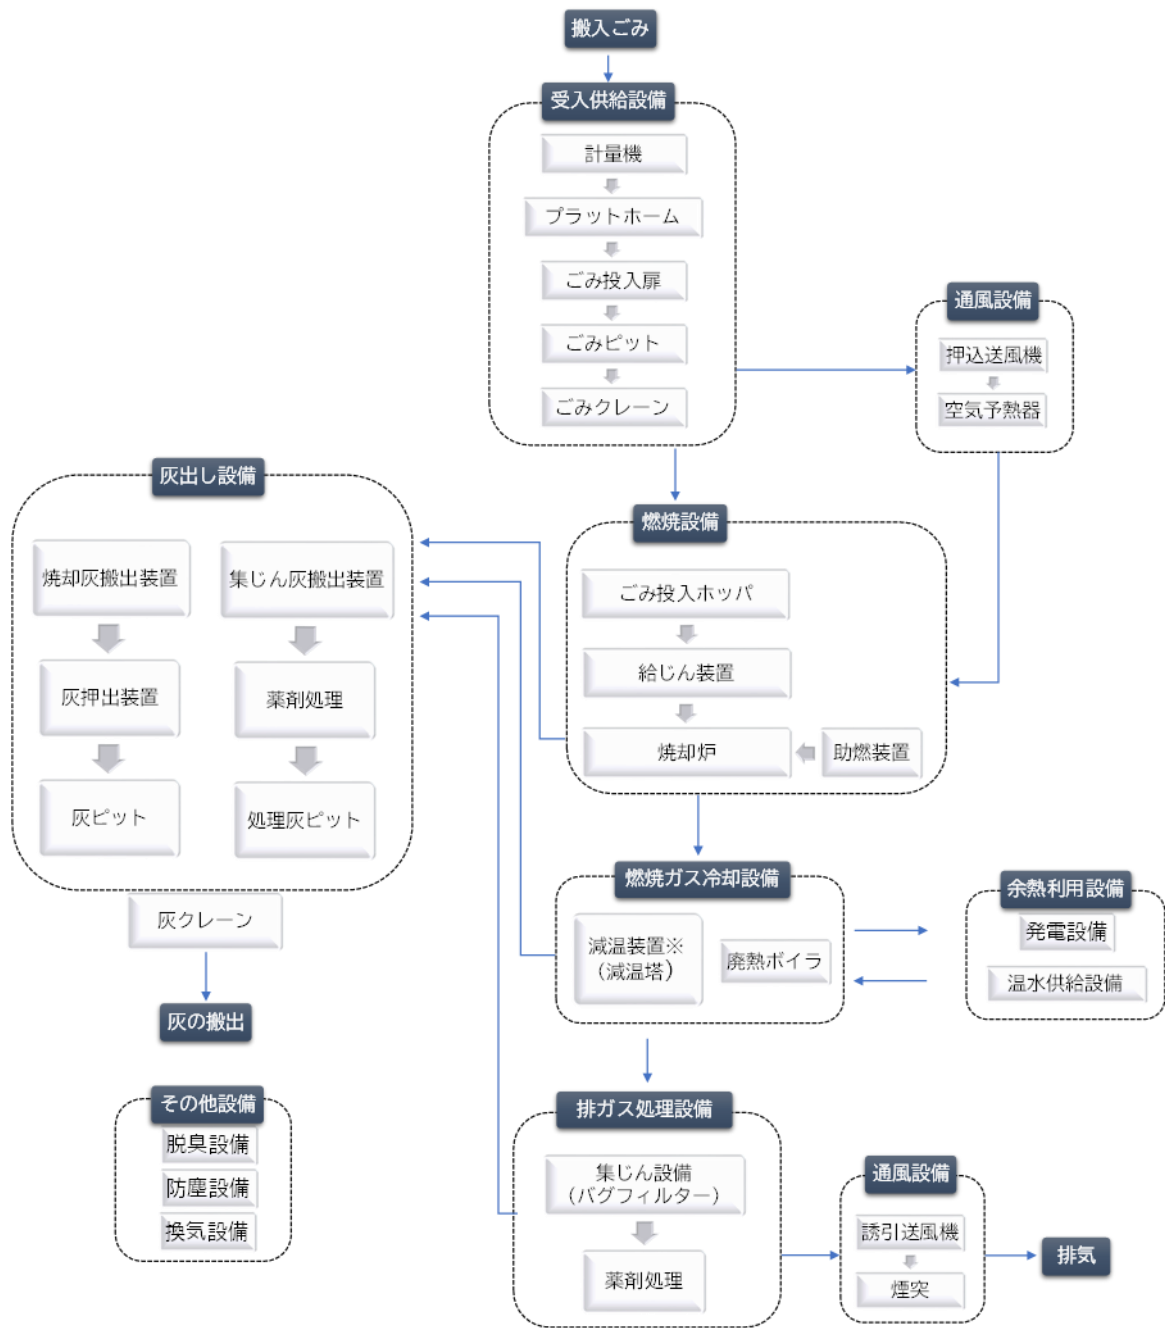 搬入ごみ
受入供給設備
計量機
プラットホーム
ごみ投入扉
ごみピット
ごみクレーン
通風設備
押込送風機
空気予熱器
灰出し設備
焼却灰搬出装置
集じん灰搬出装置
灰押出装置
薬剤処理
灰ピット
処理灰ピット
灰クレーン
灰の搬出
燃焼設備
ごみ投入ホッパ
給じん装置
焼却炉
助燃装置
燃焼ガス冷却設備
減温装置※
（減温塔）
廃熱ボイラ
余熱利用設備
発電設備
温水供給設備
その他設備
脱臭設備
防塵設備
換気設備
排ガス処理設備
集じん設備
（バグフィルター）
薬剤処理
通風設備
誘引送風機
煙突
排気